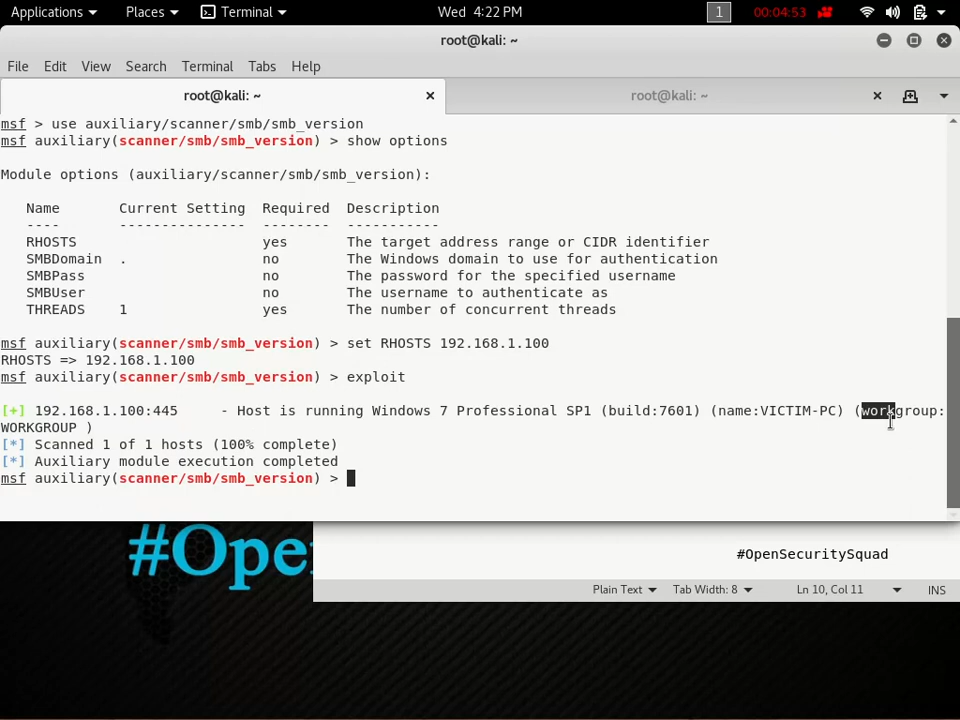 Applications Places Terminal Wed 4:22 PM 1 00:04:53
root@kali: ~
File Edit View Search Terminal Tabs Help
root@kali: ~ root@kali: ~
msf > use auxiliary/scanner/smb/smb_version
msf auxiliary(scanner/smb/smb_version) > show options
Module options (auxiliary/scanner/smb/smb_version):
Name Current Setting Required Description
---- --------------- -------- -----------
RHOSTS yes The target address range or CIDR identifier
SMBDomain . no The Windows domain to use for authentication
SMBPass no The password for the specified username
SMBUser no The username to authenticate as
THREADS 1 yes The number of concurrent threads
msf auxiliary(scanner/smb/smb_version) > set RHOSTS 192.168.1.100
RHOSTS => 192.168.1.100
msf auxiliary(scanner/smb/smb_version) > exploit
[+] 192.168.1.100:445 - Host is running Windows 7 Professional SP1 (build:7601) (name:VICTIM-PC) (workgroup:
WORKGROUP )
[*] Scanned 1 of 1 hosts (100% complete)
[*] Auxiliary module execution completed
msf auxiliary(scanner/smb/smb_version) >
#Ope
#OpenSecuritySquad
Plain Text Tab Width: 8 Ln 10, Col 11 INS